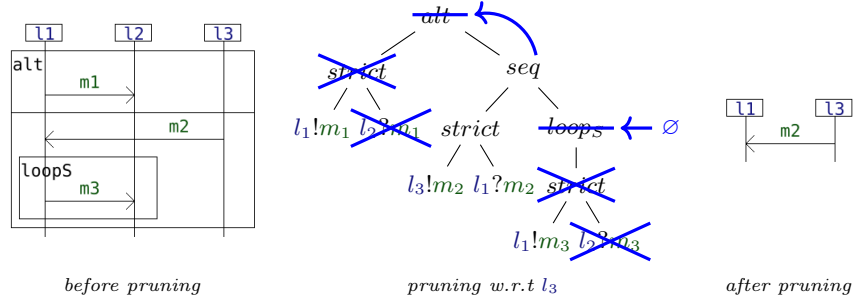 l1 l2 l3
alt
m1
m2
loopS
m3
before pruning
alt
strict seq
l₁!m₁ l₂?m₁ strict loopS ∅
l₃!m₂ l₁?m₂ strict
l₁!m₃ l₂?m₃
pruning w.r.t l₃
l1 l3
m2
after pruning